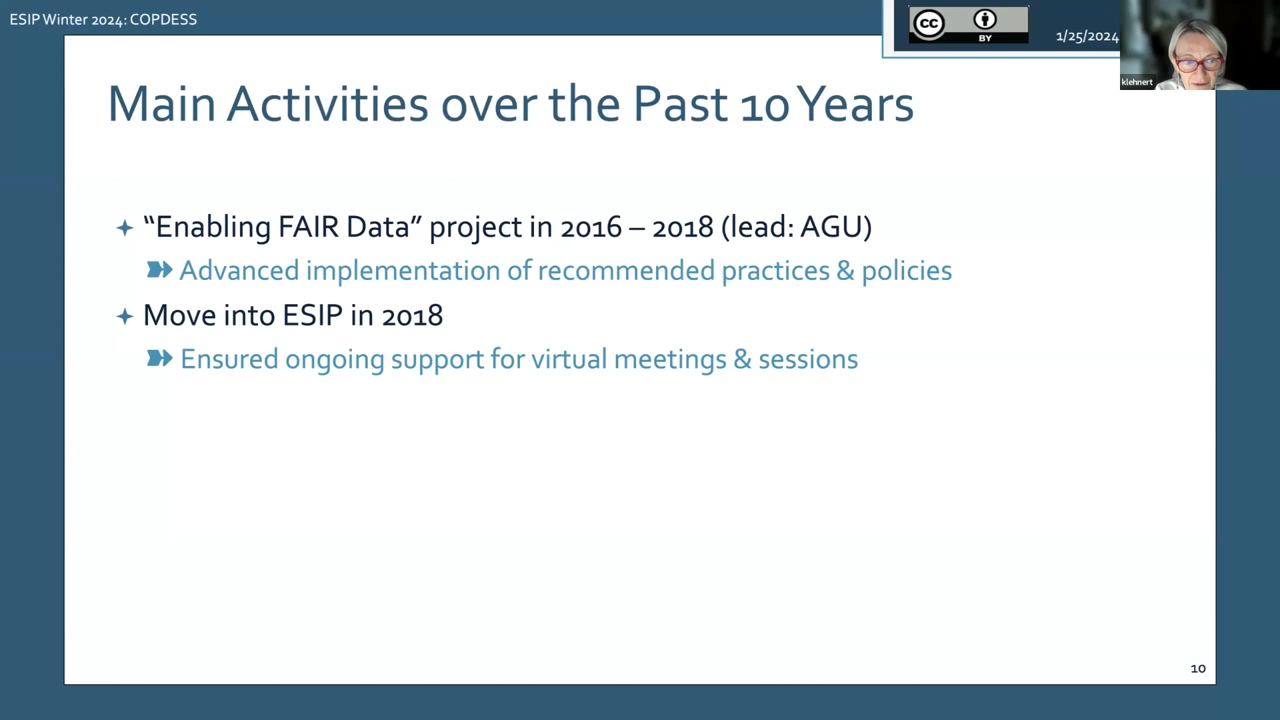 ESIP Winter 2024: COPDESS
CC BY
1/25/2024
klehnert
Main Activities over the Past 10 Years
“Enabling FAIR Data” project in 2016 – 2018 (lead: AGU)
Advanced implementation of recommended practices & policies
Move into ESIP in 2018
Ensured ongoing support for virtual meetings & sessions
10